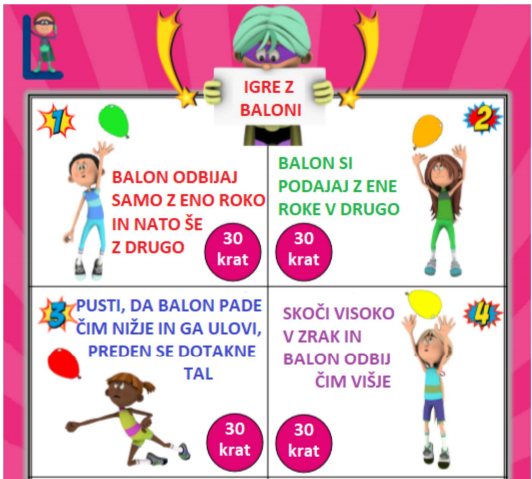 IGRE Z
BALONI
1
BALON ODBIJAJ
SAMO Z ENO ROKO
IN NATO ŠE
Z DRUGO
30
krat
2
BALON SI
PODAJAJ Z ENE
ROKE V DRUGO
30
krat
3
PUSTI, DA BALON PADE
ČIM NIŽJE IN GA ULOVI,
PREDEN SE DOTAKNE
TAL
30
krat
4
SKOČI VISOKO
V ZRAK IN
BALON ODBIJ
ČIM VIŠJE
30
krat